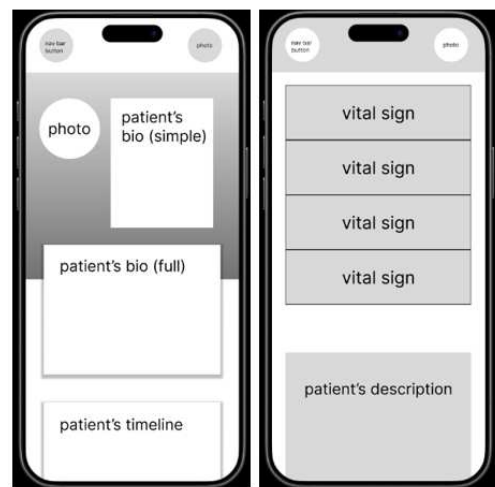 nav bar
button
photo
photo
patient's
bio (simple)
patient's bio (full)
patient's timeline
nav bar
button
photo
vital sign
vital sign
vital sign
vital sign
patient's description